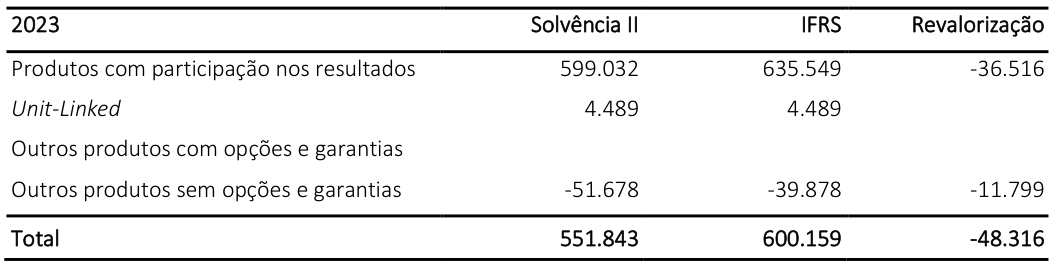 2023 Solvência II IFRS Revalorização
Produtos com participação nos resultados 599.032 635.549 -36.516
Unit-Linked 4.489 4.489
Outros produtos com opções e garantias
Outros produtos sem opções e garantias -51.678 -39.878 -11.799
Total 551.843 600.159 -48.316